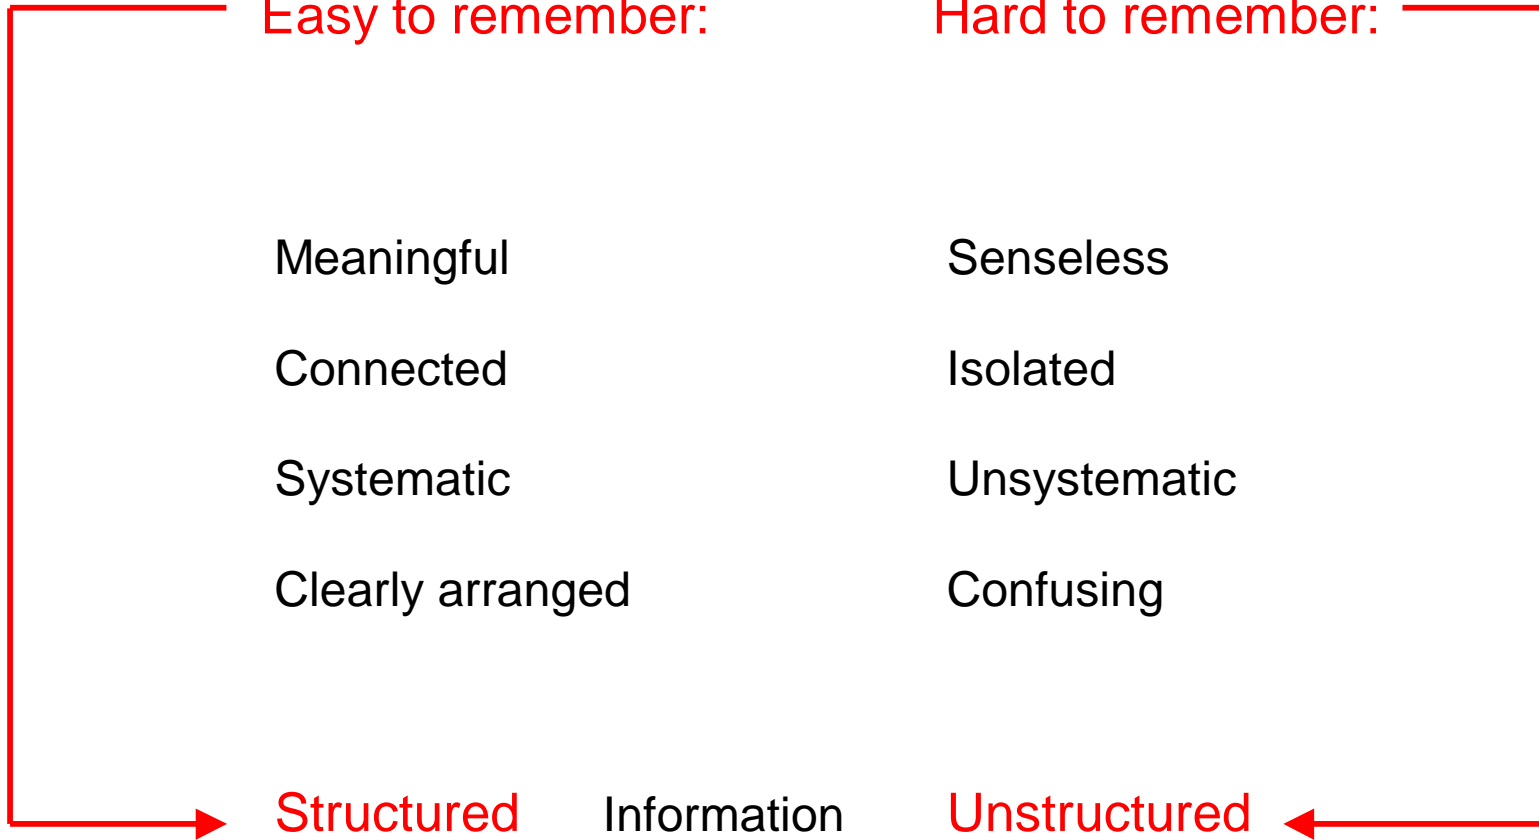 Easy to remember: Hard to remember:
Meaningful Senseless
Connected Isolated
Systematic Unsystematic
Clearly arranged Confusing
Structured Information Unstructured